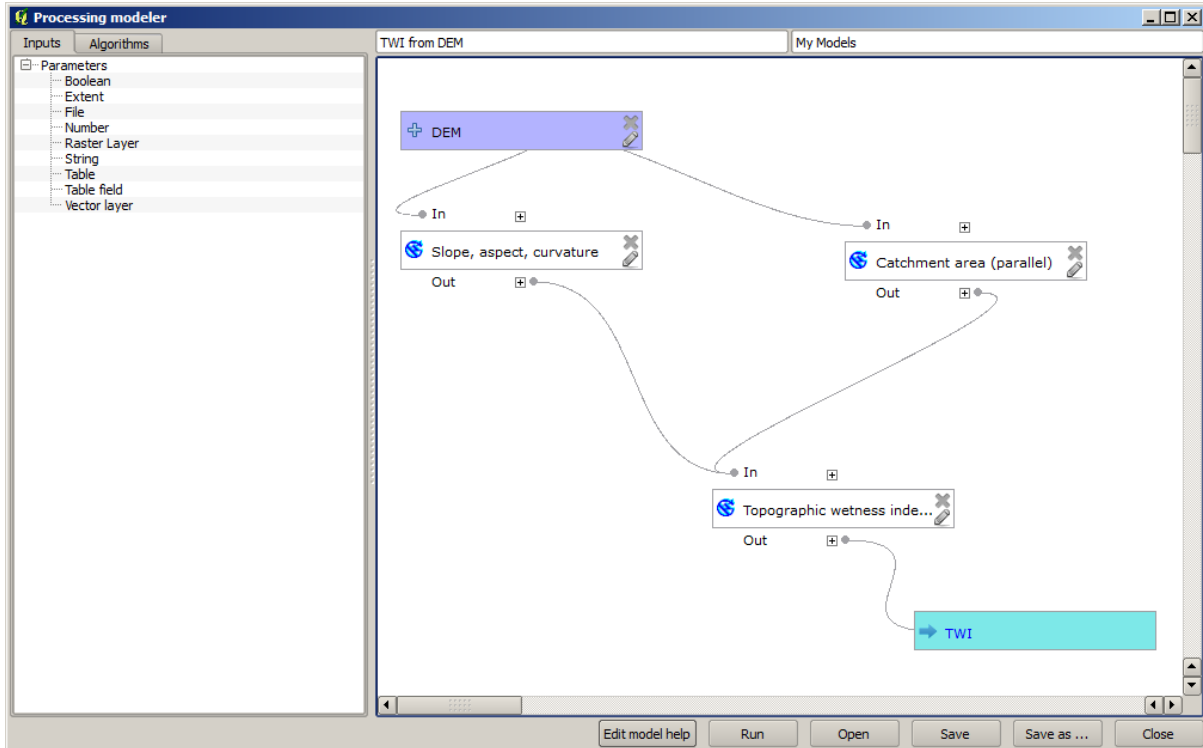 Processing modeler
Inputs
Algorithms
TWI from DEM
My Models
Parameters
Boolean
Extent
File
Number
Raster Layer
String
Table
Table field
Vector layer
DEM
In
Slope, aspect, curvature
Out
In
Catchment area (parallel)
Out
In
Topographic wetness inde...
Out
TWI
Edit model help
Run
Open
Save
Save as ...
Close